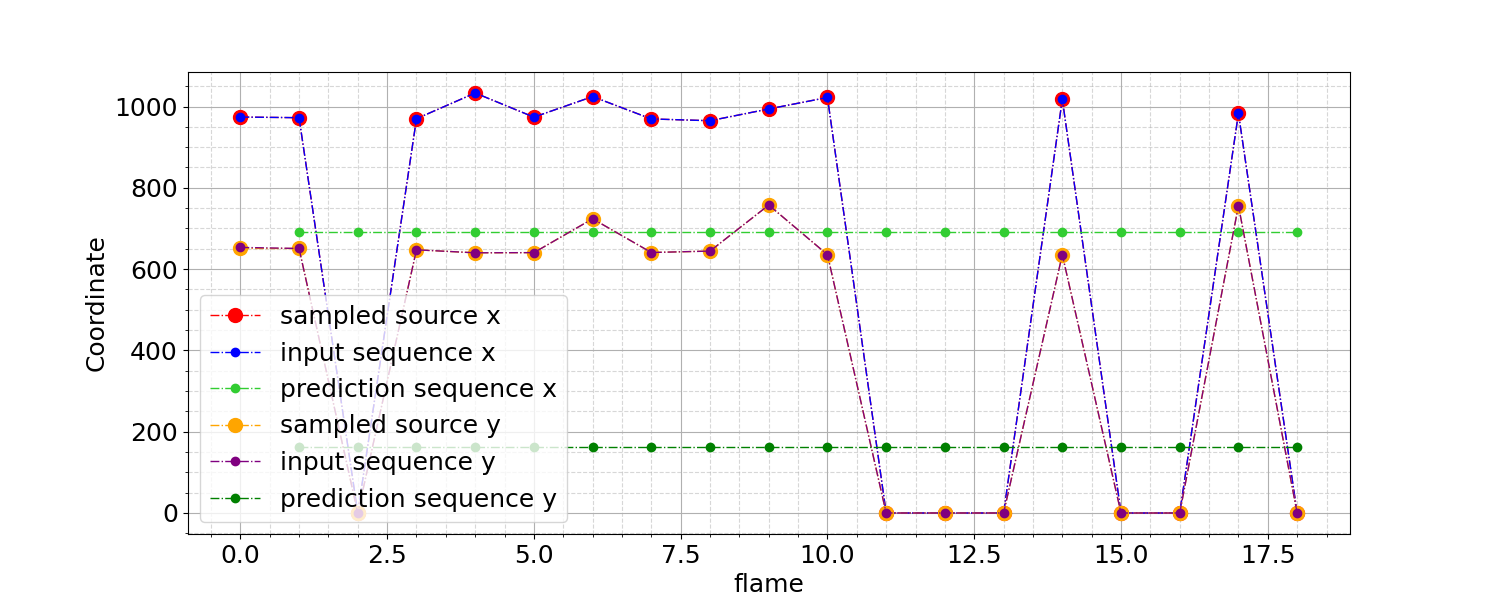 1000
800
600
400
200
0
Coordinate
sampled source x
input sequence x
prediction sequence x
sampled source y
input sequence y
prediction sequence y
0.0 2.5 5.0 7.5 10.0 12.5 15.0 17.5
flame